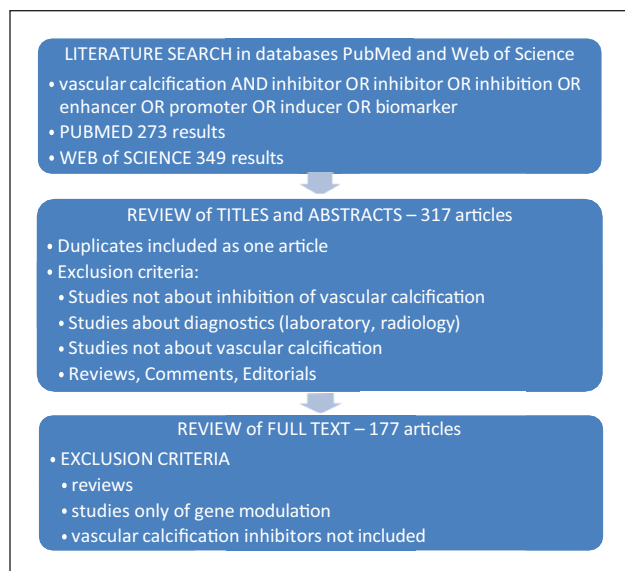 LITERATURE SEARCH in databases PubMed and Web of Science
• vascular calcification AND inhibitor OR inhibitor OR inhibition OR
enhancer OR promoter OR inducer OR biomarker
• PUBMED 273 results
• WEB of SCIENCE 349 results
REVIEW of TITLES and ABSTRACTS – 317 articles
• Duplicates included as one article
• Exclusion criteria:
• Studies not about inhibition of vascular calcification
• Studies about diagnostics (laboratory, radiology)
• Studies not about vascular calcification
• Reviews, Comments, Editorials
REVIEW of FULL TEXT – 177 articles
• EXCLUSION CRITERIA
• reviews
• studies only of gene modulation
• vascular calcification inhibitors not included